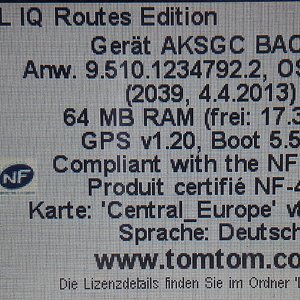 L IQ Routes Edition
Gerät AKSGC BAC
Anw. 9.510.1234792.2, OS
(2039, 4.4.2013)
64 MB RAM (frei: 17.3
GPS v1.20, Boot 5.5
Compliant with the NF
NF
Produit certifié NF-
Karte: 'Central_Europe' v
Sprache: Deutsch
www.tomtom.co
Die Lizenzdetails finden Sie im Ordner '